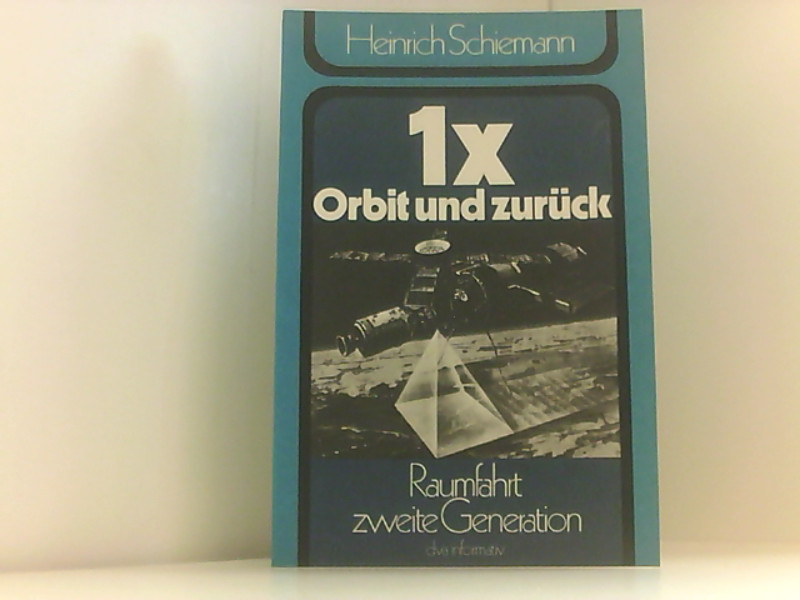 Heinrich Schiemann
1x
Orbit und zurück
Raumfahrt
zweite Generation
dva informativ